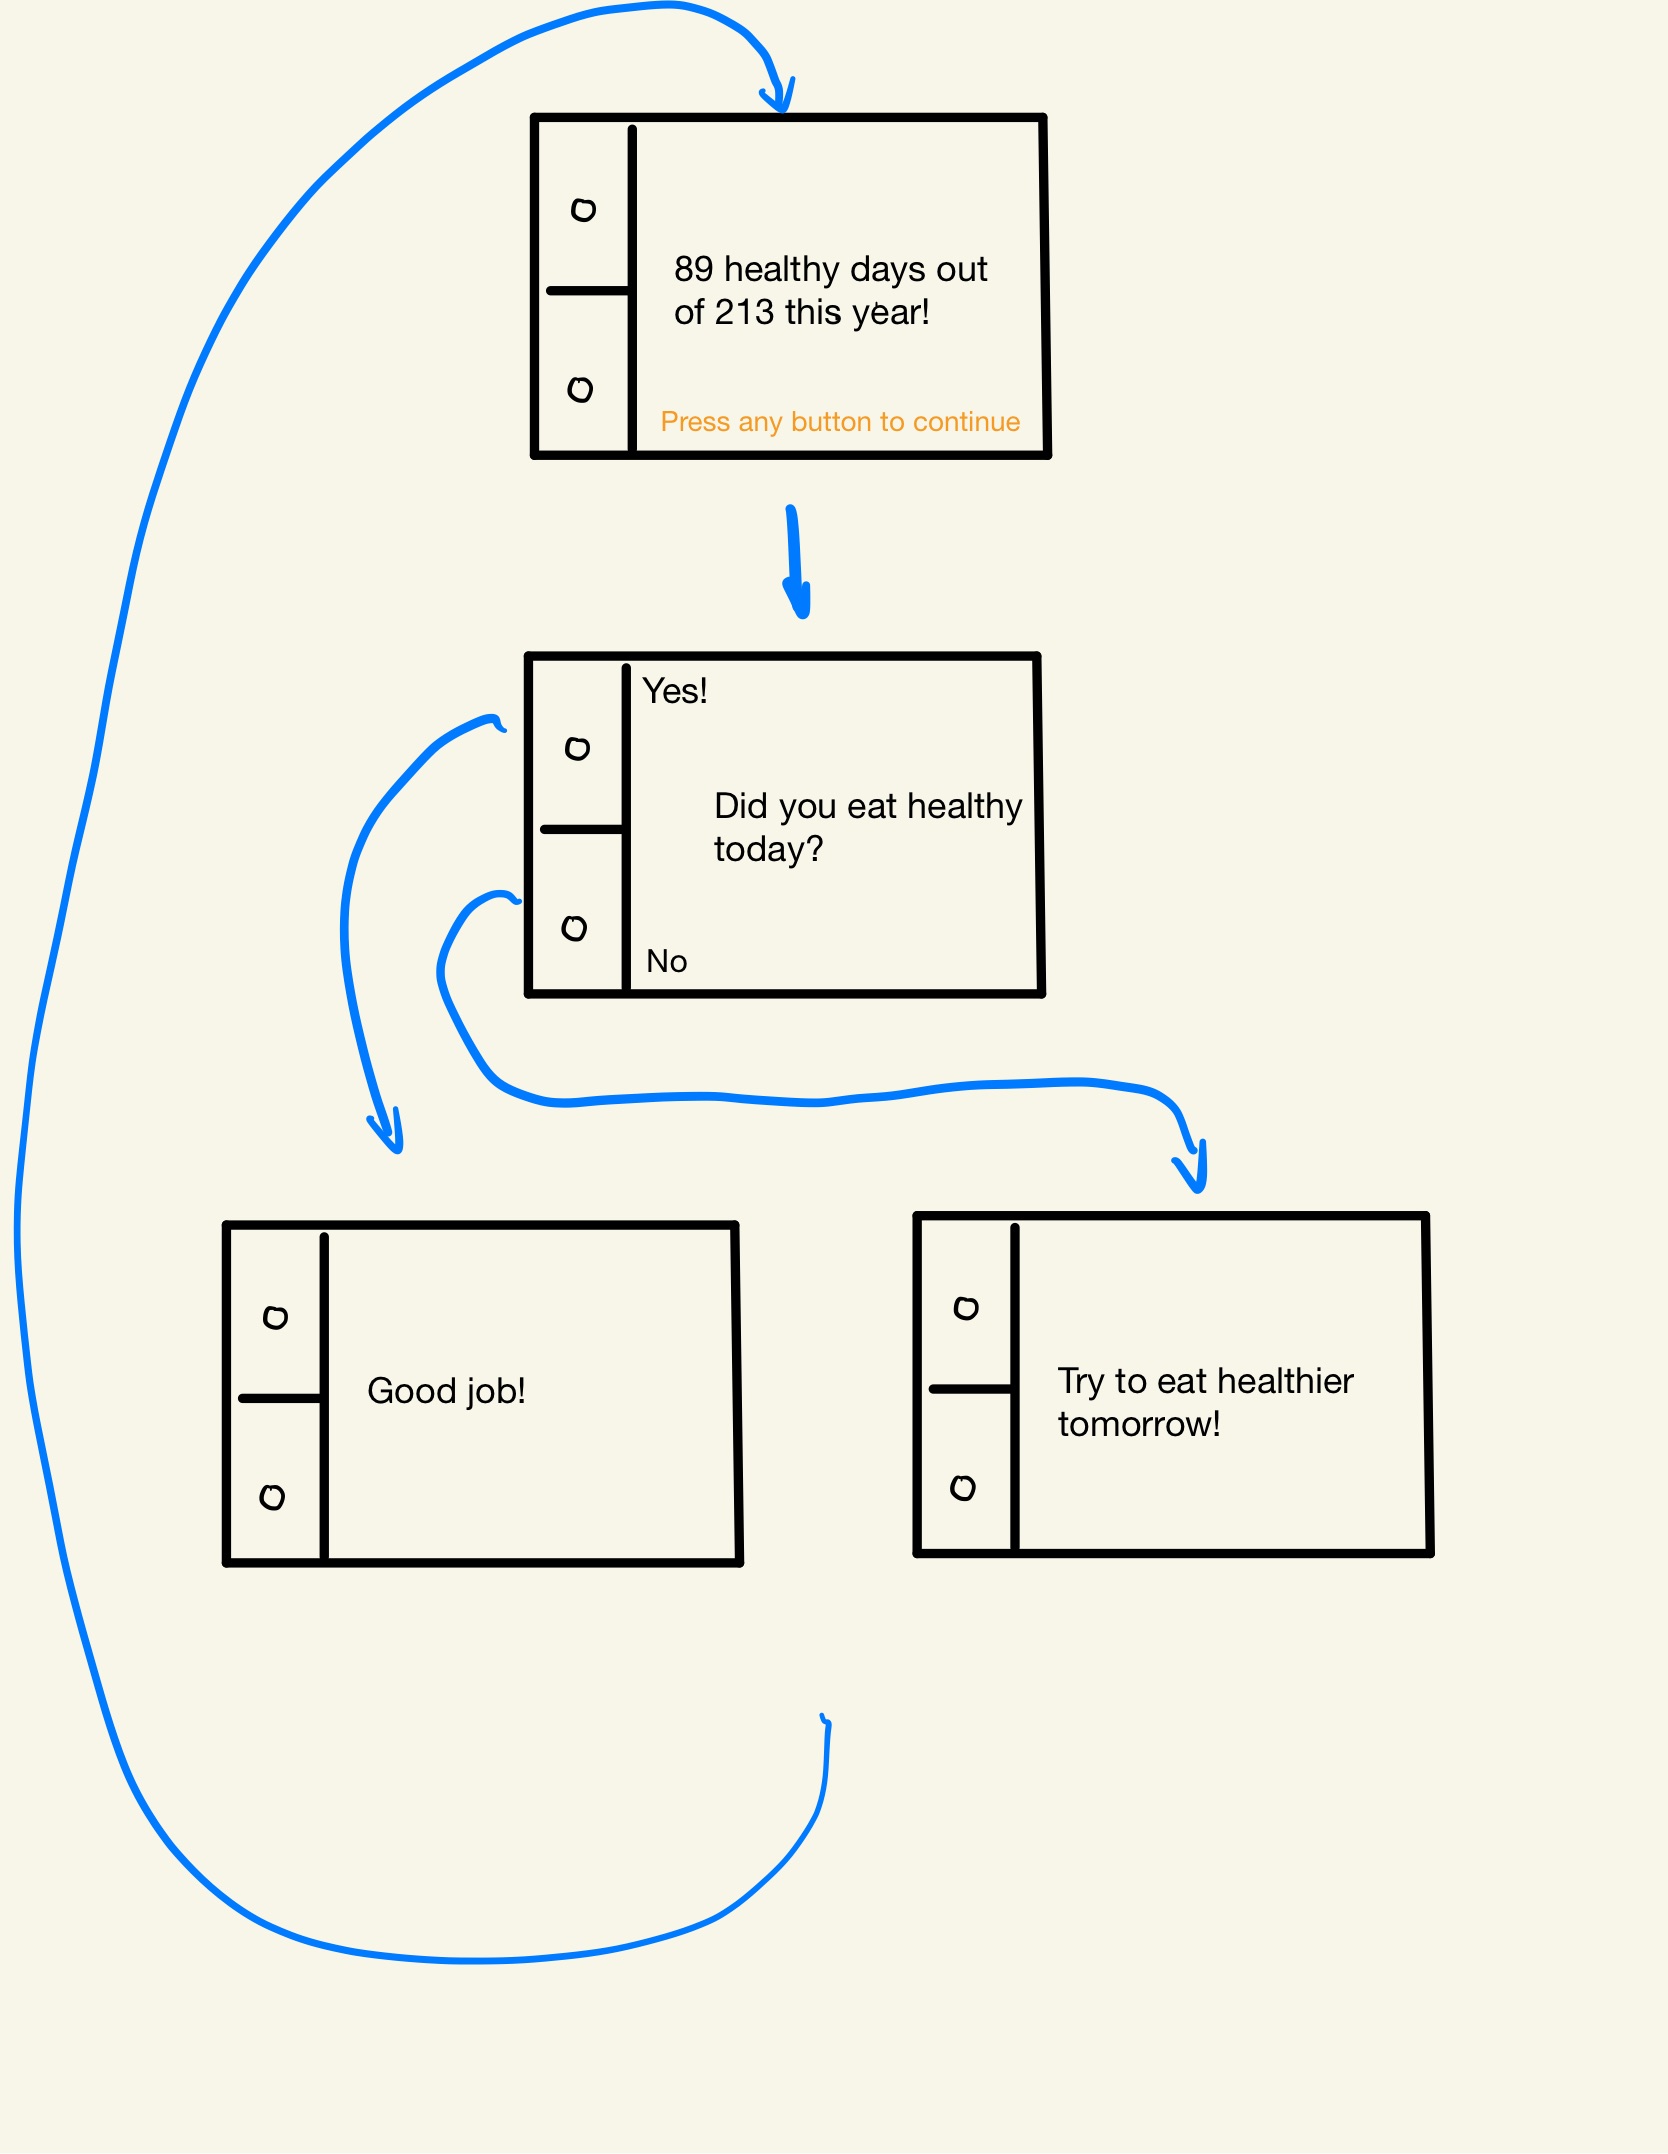 89 healthy days out
of 213 this year!
Press any button to continue
Yes!
Did you eat healthy
today?
No
Good job!
Try to eat healthier
tomorrow!